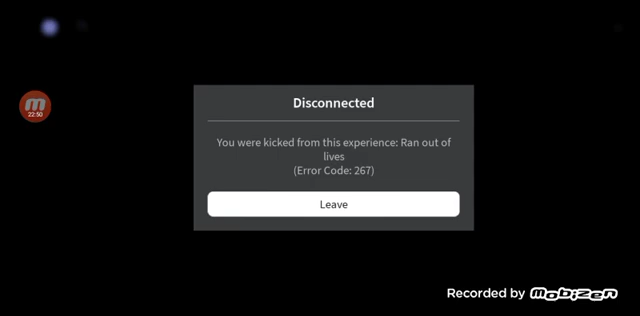 Disconnected
You were kicked from this experience: Ran out of
lives
(Error Code: 267)
Leave
22:50
Recorded by mobizen